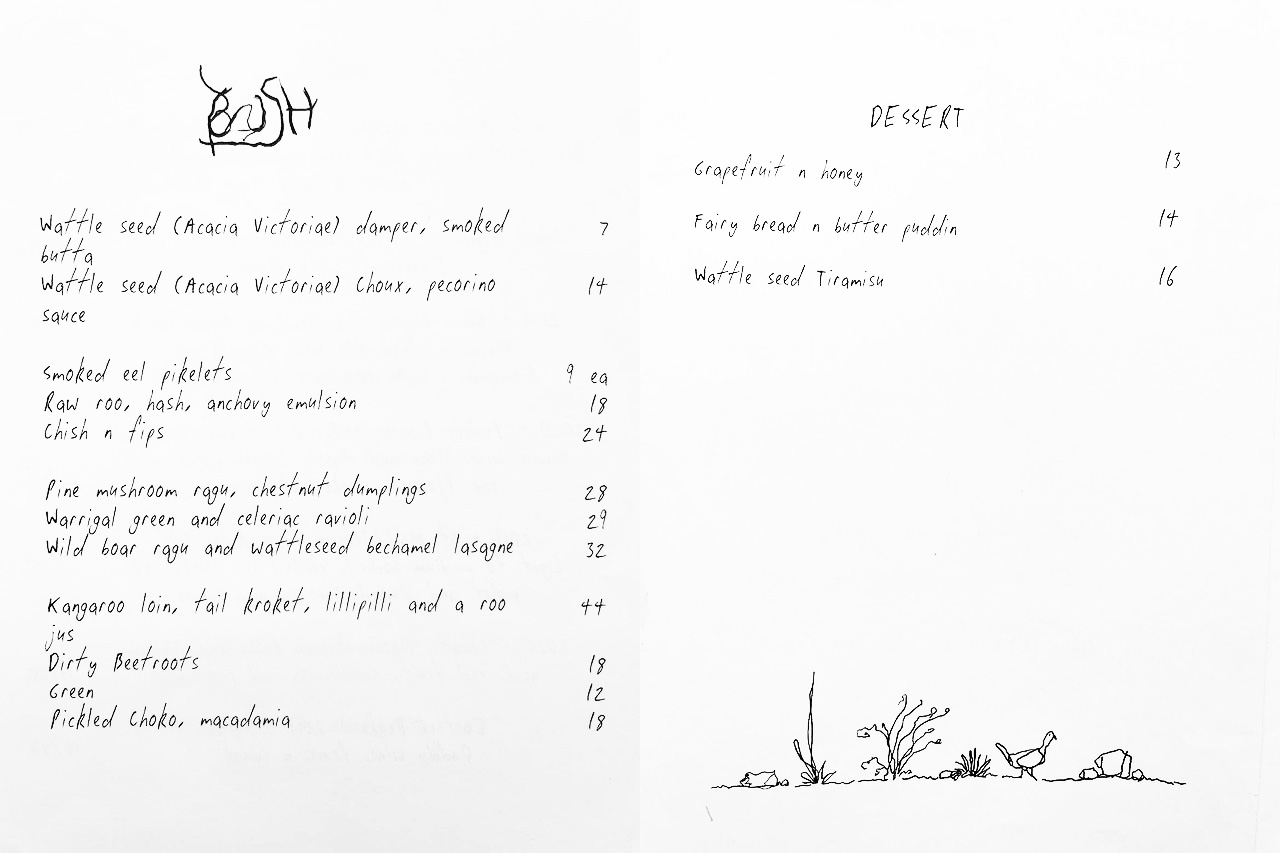 BUSH
Wattle seed (Acacia Victoriae) damper, smoked 7
butta
Wattle seed (Acacia Victoriae) Choux, pecorino 14
sauce
Smoked eel pikelets 9 ea
Raw roo, hash, anchovy emulsion 18
Chish n fips 24
Pine mushroom ragu, chestnut dumplings 28
Warrigal green and celeriac ravioli 29
Wild boar ragu and wattleseed bechamel lasagne 32
Kangaroo loin, tail kroket, lillipilli and a roo 44
jus
Dirty Beetroots 18
Green 12
Pickled Choko, macadamia 18
DESSERT
Grapefruit n honey 13
Fairy bread n butter puddin 14
Wattle seed Tiramisu 16